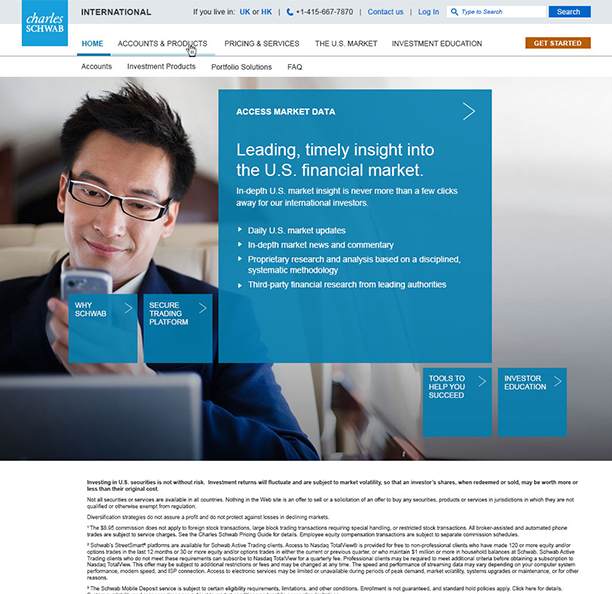 charles
SCHWAB
INTERNATIONAL
If you live in: UK or HK | +1-415-667-7870 | Contact us | Log In
Type to Search
Search
HOME ACCOUNTS & PRODUCTS PRICING & SERVICES THE U.S. MARKET INVESTMENT EDUCATION
GET STARTED
Accounts Investment Products Portfolio Solutions FAQ
ACCESS MARKET DATA
Leading, timely insight into
the U.S. financial market.
In-depth U.S. market insight is never more than a few clicks
away for our international investors.
Daily U.S. market updates
In-depth market news and commentary
Proprietary research and analysis based on a disciplined,
systematic methodology
Third-party financial research from leading authorities
WHY
SCHWAB
SECURE
TRADING
PLATFORM
TOOLS TO
HELP YOU
SUCCEED
INVESTOR
EDUCATION
Investing in U.S. securities is not without risk. Investment returns will fluctuate and are subject to market volatility, so that an investor's shares, when redeemed or sold, may be worth more or
less than their original cost.
Not all securities or services are available in all countries. Nothing in the Web site is an offer to sell or a solicitation of an offer to buy any securities, products or services in jurisdictions in which they are not
qualified or otherwise exempt from regulation.
Diversification strategies do not assure a profit and do not protect against losses in declining markets.
¹ The $8.95 commission does not apply to foreign stock transactions, large block trading transactions requiring special handling, or restricted stock transactions. All broker-assisted and automated phone
trades are subject to service charges. See the Charles Schwab Pricing Guide for details. Employee equity compensation transactions are subject to separate commission schedules.
² Schwab's StreetSmart® platforms are available for Schwab Active Trading clients. Access to Nasdaq TotalView® is provided for free to non-professional clients who have made 120 or more equity and/or
options trades in the last 12 months or 30 more equity and/or options trades in either the current or previous quarter, or who maintain $1 million or more in household balances at Schwab. Schwab Active
Trading clients who do not meet these requirements can subscribe to Nasdaq TotalView for a quarterly fee. Professional clients may be required to meet additional criteria before obtaining a subscription to
Nasdaq TotalView. This offer may be subject to additional restrictions or fees and may be changed at any time. The speed and performance of streaming data may vary depending on your computer system
performance, modem speed, and ISP connection. Access to electronic services may be limited or unavailable during periods of peak demand, market volatility, systems upgrades or maintenance, or for other
reasons.
³ The Schwab Mobile Deposit service is subject to certain eligibility requirements, limitations, and other conditions. Enrollment is not guaranteed, and standard hold policies apply. Click here for details.